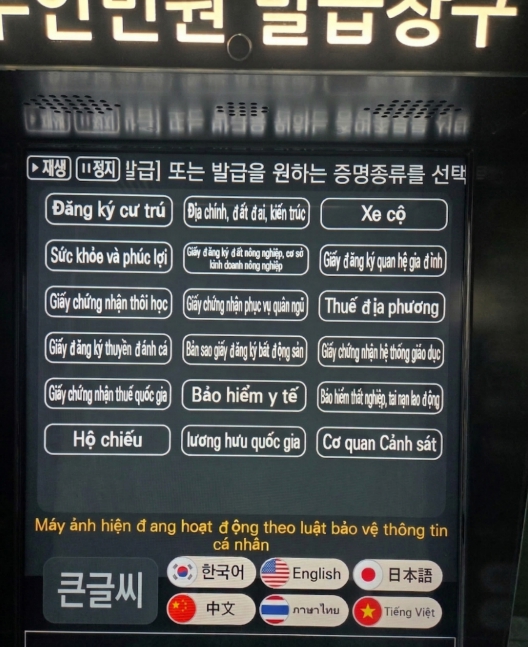 무인민원 발급창구
재생 정지 발급] 또는 발급을 원하는 증명종류를 선택
Đăng ký cư trú
Địa chính, đất đai, kiến trúc
Xe cộ
Sức khỏe và phúc lợi
Giấy đăng ký đất nông nghiệp, cơ sở
kinh doanh nông nghiệp
Giấy đăng ký quan hệ gia đình
Giấy chứng nhận thôi học
Giấy chứng nhận phục vụ quân ngũ
Thuế địa phương
Giấy đăng ký thuyền đánh cá
Bản sao giấy đăng ký bất động sản
Giấy chứng nhận hệ thống giáo dục
Giấy chứng nhận thuế quốc gia
Bảo hiểm y tế
Bảo hiểm thất nghiệp, tai nạn lao động
Hộ chiếu
lương hưu quốc gia
Cơ quan Cảnh sát
Máy ảnh hiện đang hoạt động theo luật bảo vệ thông tin
cá nhân
큰글씨
한국어
English
日本語
中文
ภาษาไทย
Tiếng Việt